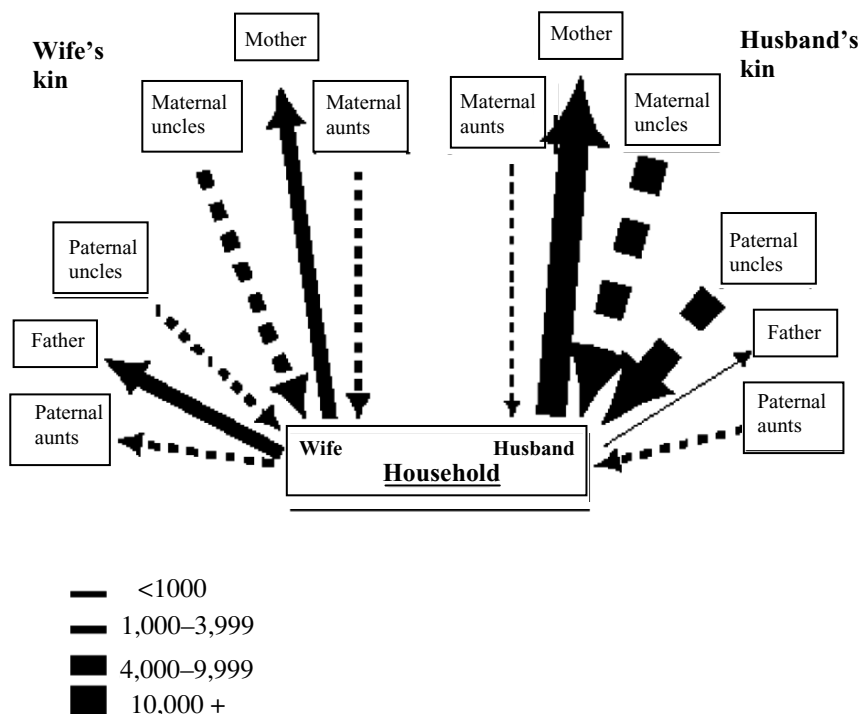 Wife's
kin
Mother
Mother
Husband's
kin
Maternal
uncles
Maternal
aunts
Maternal
aunts
Maternal
uncles
Paternal
uncles
Paternal
uncles
Father
Father
Paternal
aunts
Paternal
aunts
Wife Husband
Household
<1000
1,000–3,999
4,000–9,999
10,000 +